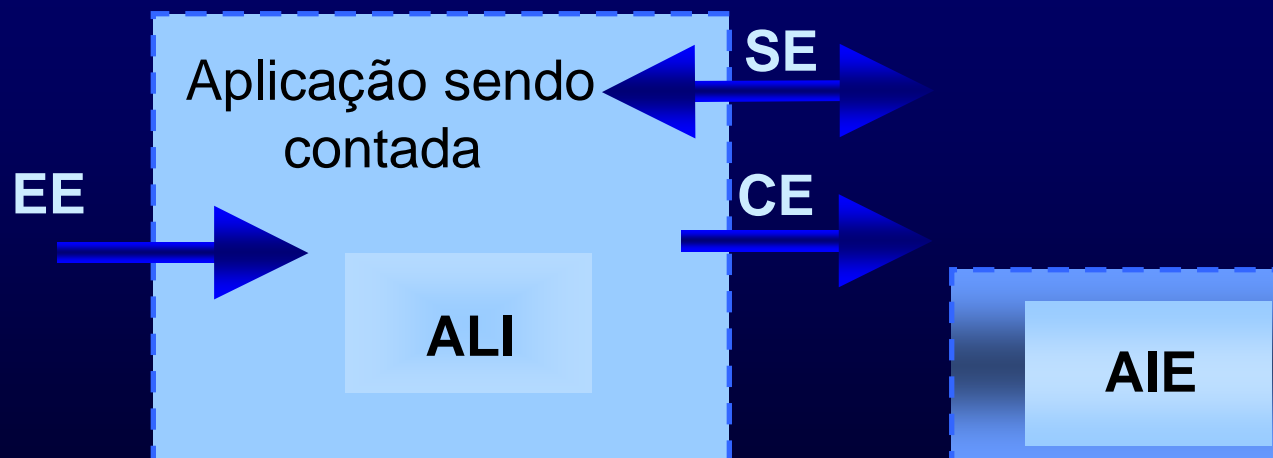 SE
Aplicação sendo
contada
EE
CE
ALI
AIE